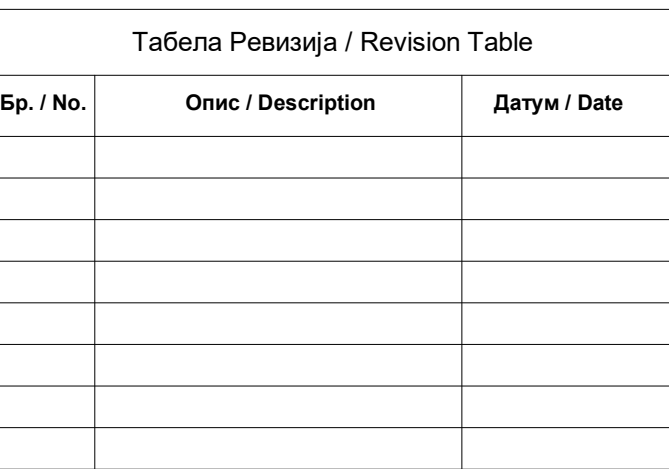 Табела Ревизија / Revision Table
Бр. / No. Опис / Description Датум / Date